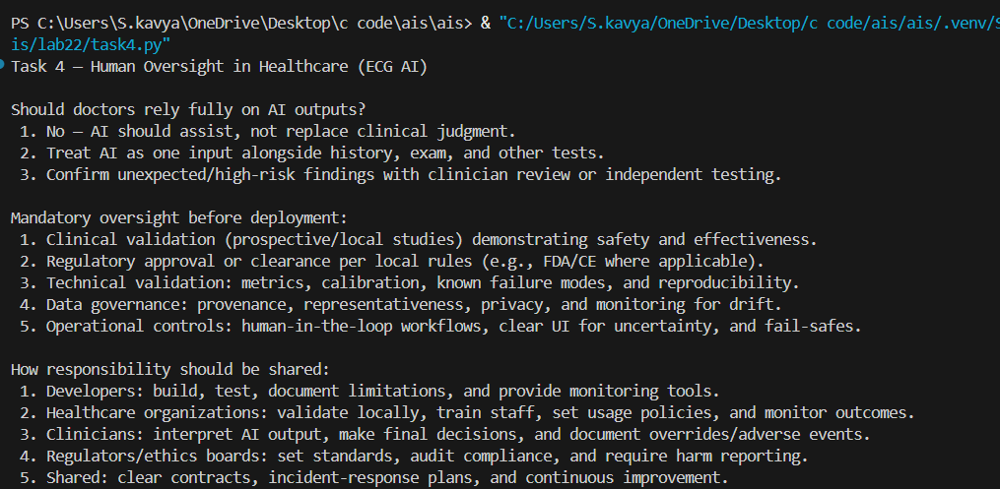 PS C:\Users\S.kavya\OneDrive\Desktop\c code\ais\ais> & "C:/Users/S.kavya/OneDrive/Desktop/c code/ais/ais/.venv/S
is/lab22/task4.py"
Task 4 — Human Oversight in Healthcare (ECG AI)
Should doctors rely fully on AI outputs?
1. No — AI should assist, not replace clinical judgment.
2. Treat AI as one input alongside history, exam, and other tests.
3. Confirm unexpected/high-risk findings with clinician review or independent testing.
Mandatory oversight before deployment:
1. Clinical validation (prospective/local studies) demonstrating safety and effectiveness.
2. Regulatory approval or clearance per local rules (e.g., FDA/CE where applicable).
3. Technical validation: metrics, calibration, known failure modes, and reproducibility.
4. Data governance: provenance, representativeness, privacy, and monitoring for drift.
5. Operational controls: human-in-the-loop workflows, clear UI for uncertainty, and fail-safes.
How responsibility should be shared:
1. Developers: build, test, document limitations, and provide monitoring tools.
2. Healthcare organizations: validate locally, train staff, set usage policies, and monitor outcomes.
3. Clinicians: interpret AI output, make final decisions, and document overrides/adverse events.
4. Regulators/ethics boards: set standards, audit compliance, and require harm reporting.
5. Shared: clear contracts, incident-response plans, and continuous improvement.